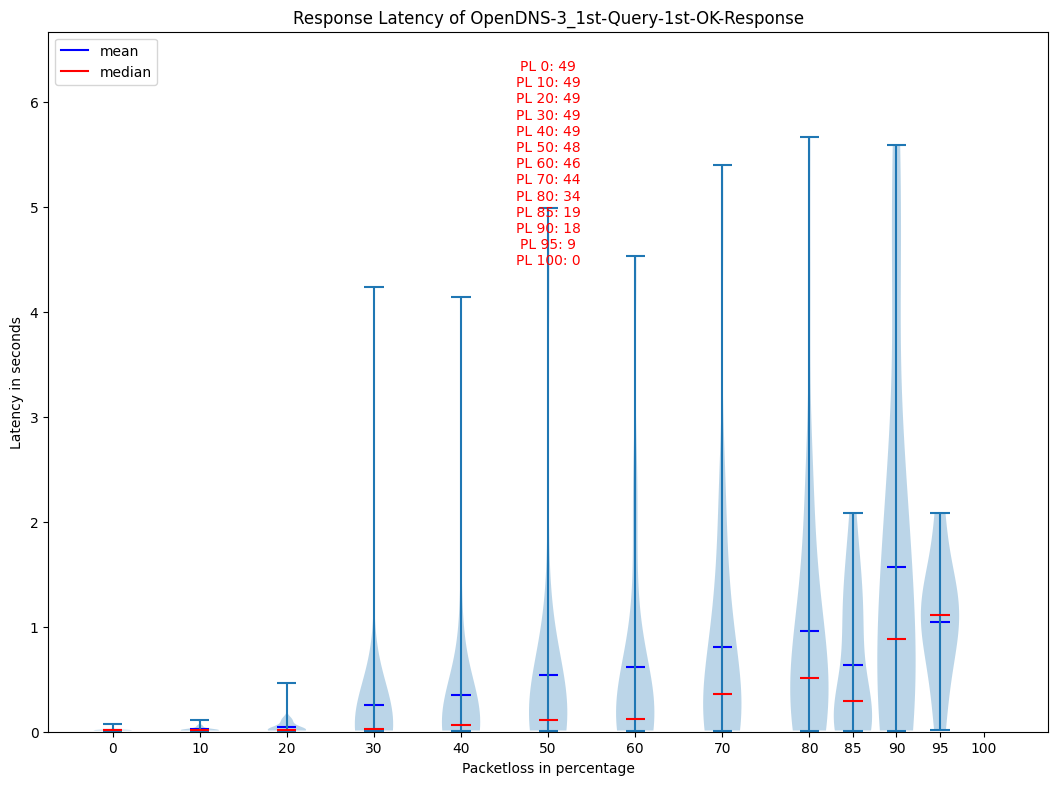 Response Latency of OpenDNS-3_1st-Query-1st-OK-Response
mean
median
PL 0: 49
PL 10: 49
PL 20: 49
PL 30: 49
PL 40: 49
PL 50: 48
PL 60: 46
PL 70: 44
PL 80: 34
PL 85: 19
PL 90: 18
PL 95: 9
PL 100: 0
Latency in seconds
6
5
4
3
2
1
0
0 10 20 30 40 50 60 70 80 85 90 95 100
Packetloss in percentage